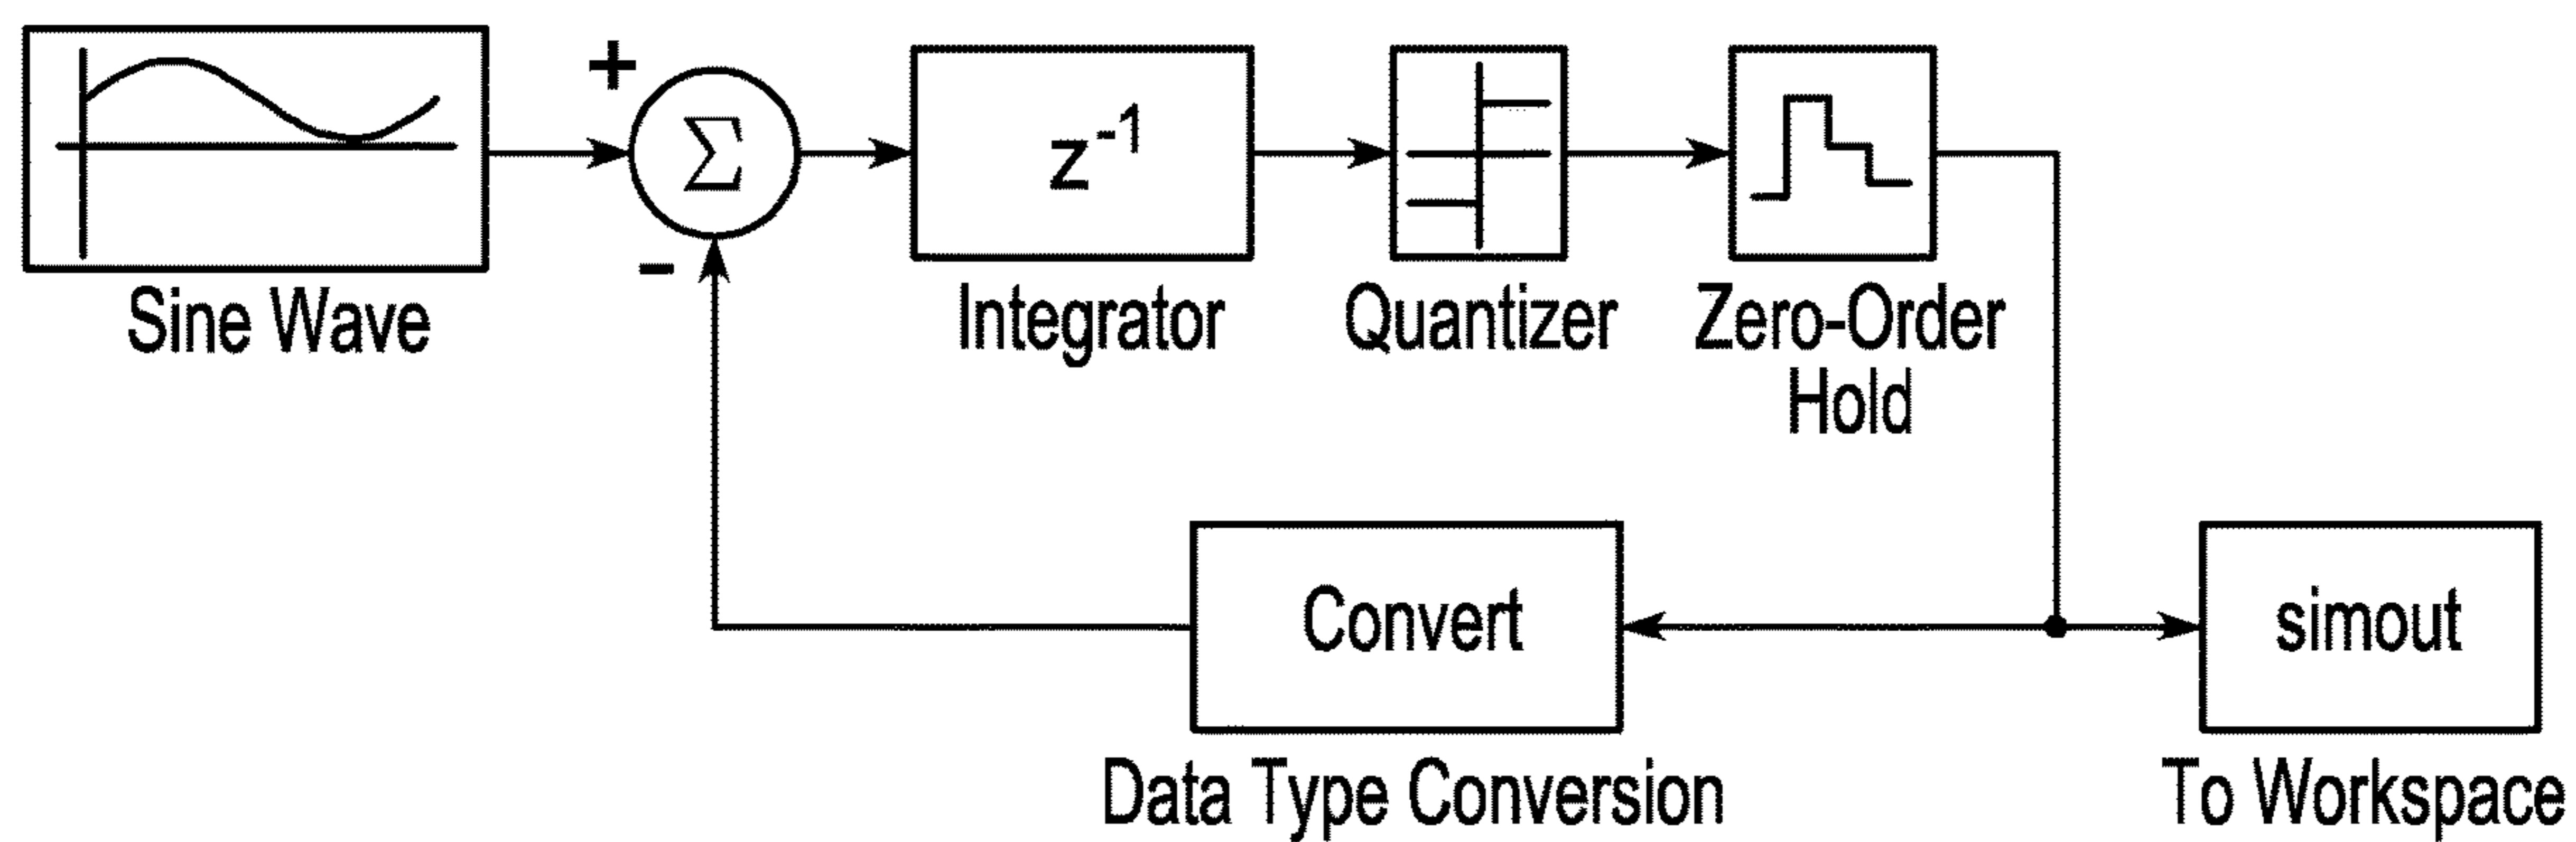 +
Σ
-
z-1
Sine Wave
Integrator
Quantizer
Zero-Order
Hold
Convert
simout
Data Type Conversion
To Workspace